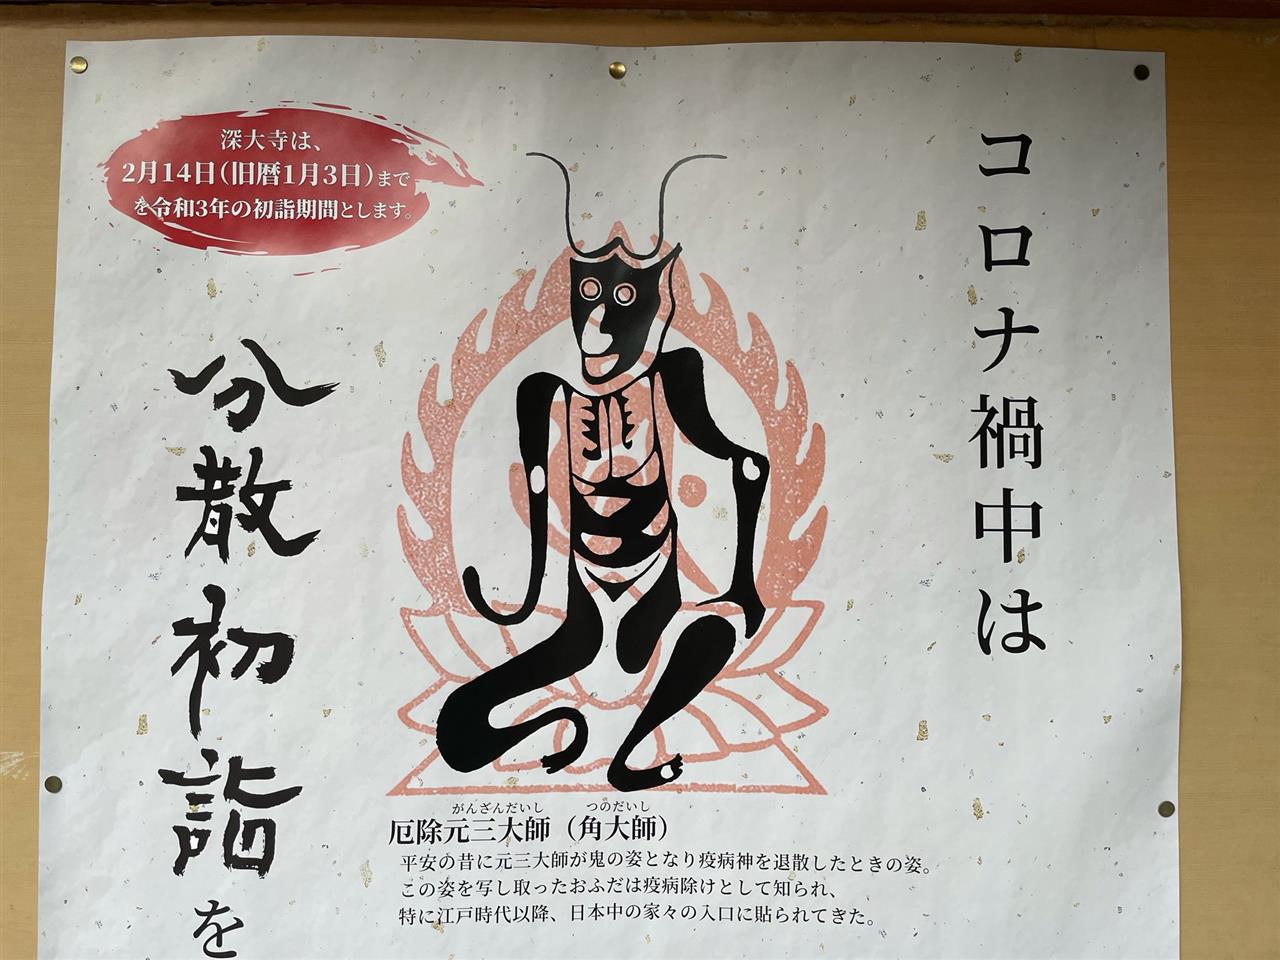 コロナ禍中は
深大寺は、
2月14日(旧暦1月3日)まで
を令和3年の初詣期間とします。
分散初詣を
がんざんだいし つのだいし
厄除元三大師（角大師）
平安の昔に元三大師が鬼の姿となり疫病神を退散したときの姿。
この姿を写し取ったおふだは疫病除けとして知られ、
特に江戸時代以降、日本中の家々の入口に貼られてきた。